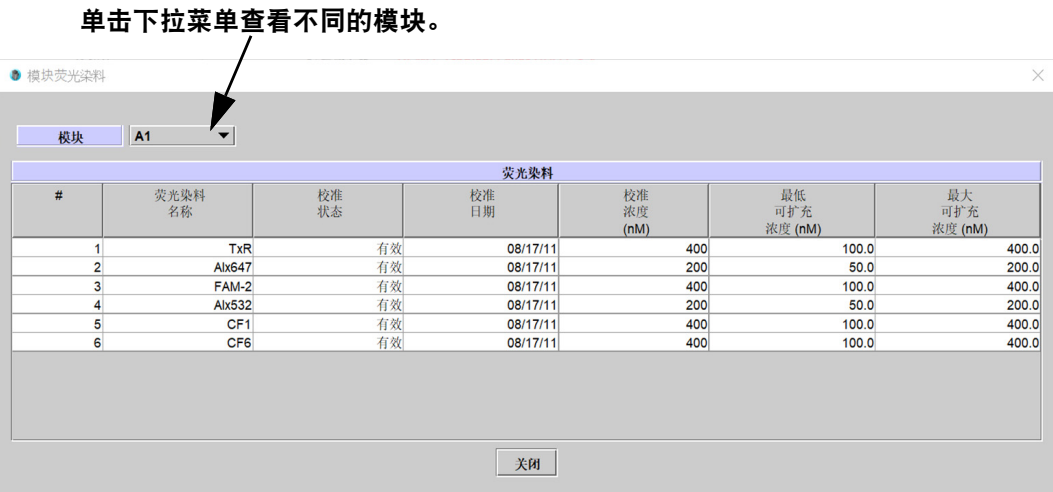 单击下拉菜单查看不同的模块。
模块荧光染料
模块 A1
荧光染料
# 荧光染料名称 校准状态 校准日期 校准浓度 (nM) 最低可扩充浓度 (nM) 最大可扩充浓度 (nM)
1 TxR 有效 08/17/11 400 100.0 400.0
2 Alx647 有效 08/17/11 200 50.0 200.0
3 FAM-2 有效 08/17/11 400 100.0 400.0
4 Alx532 有效 08/17/11 200 50.0 200.0
5 CF1 有效 08/17/11 400 100.0 400.0
6 CF6 有效 08/17/11 400 100.0 400.0
关闭